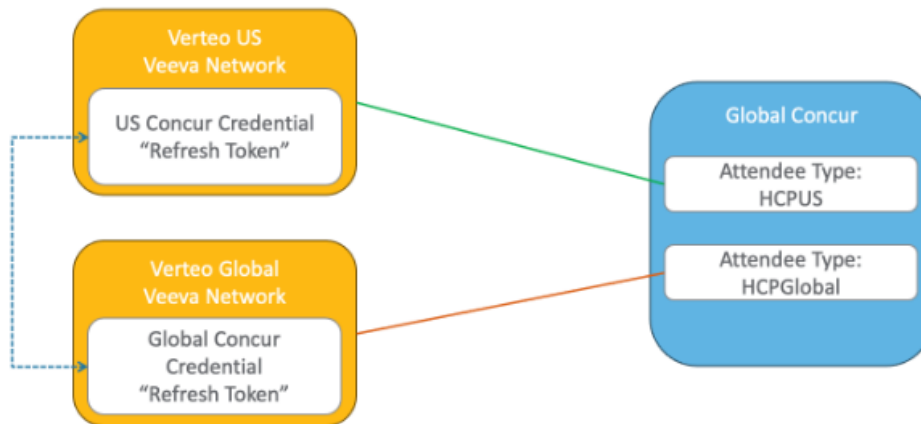 Verteo US
Veeva Network
US Concur Credential
“Refresh Token”
Verteo Global
Veeva Network
Global Concur
Credential
“Refresh Token”
Global Concur
Attendee Type:
HCPUS
Attendee Type:
HCPGlobal